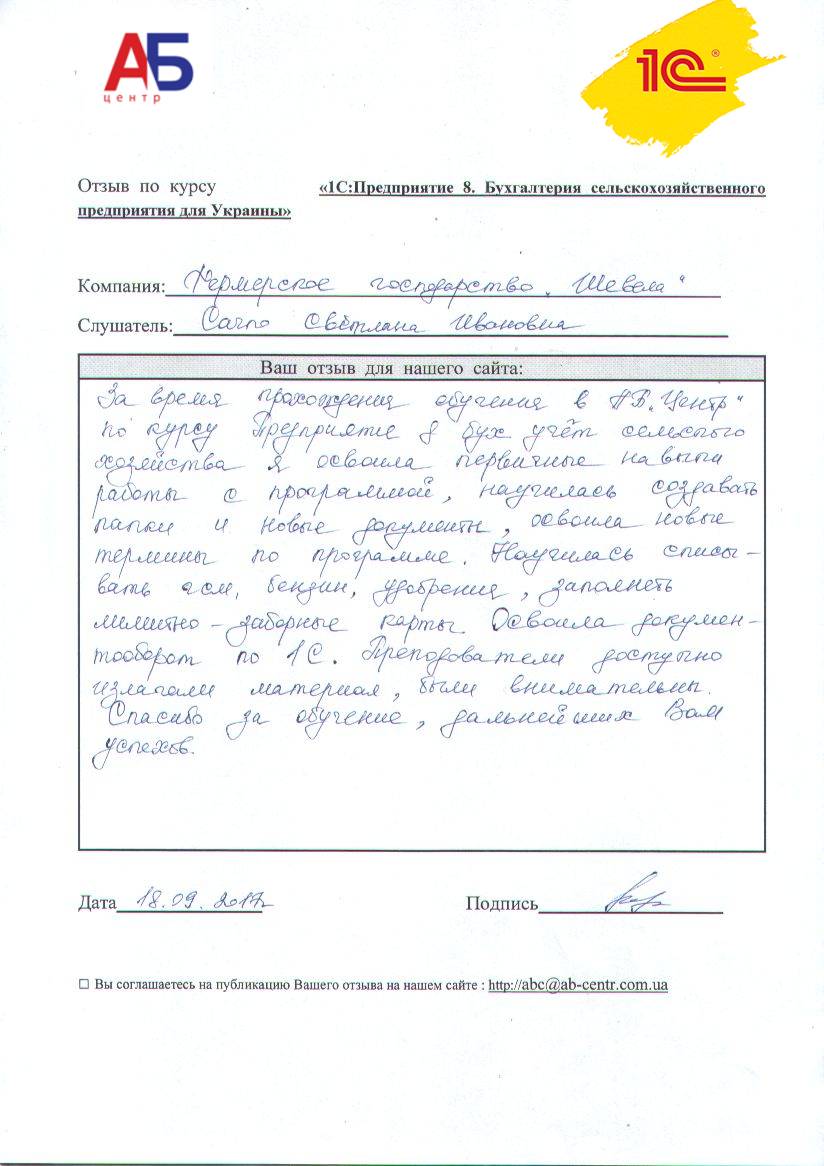 АБ
центр
1С®
Отзыв по курсу «1С:Предприятие 8. Бухгалтерия сельскохозяйственного
предприятия для Украины»
Компания: Фермерское господарство „Шевела"
Слушатель: Светлана Ивановна
Ваш отзыв для нашего сайта:
За время прохождения обучения в АБ„Центр"
по курсу Предприятие 8 бух учёт сельского
хозяйства я освоила первичные навыки
работы с программой, научилась создавать
папки и новые документы, освоила новые
термины по программе. Научилась списы-
вать гсм, бензин, удобрения, заполнеть
лимитно-заборные карты. Освоила докумен-
тооборот по 1С. Преподователи доступно
излагали материал, были внимательны.
Спасибо за обучение, дальнейших Вам
успехов.
Дата 18.09.2017 Подпись
☐ Вы соглашаетесь на публикацию Вашего отзыва на нашем сайте : http://abc@ab-centr.com.ua